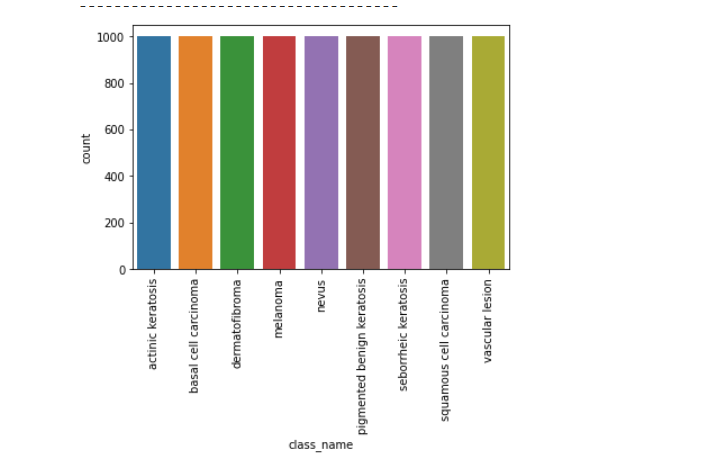 1000
800
600
400
200
0
count
actinic keratosis
basal cell carcinoma
dermatofibroma
melanoma
nevus
pigmented benign keratosis
seborrheic keratosis
squamous cell carcinoma
vascular lesion
class_name